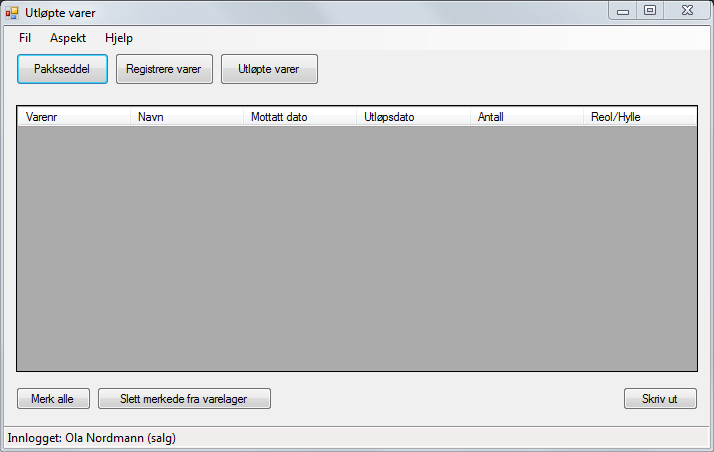 Utløpte varer
Fil Aspekt Hjelp
Pakkseddel Registrere varer Utløpte varer
Varenr Navn Mottatt dato Utløpsdato Antall Reol/Hylle
Merk alle Slett merkede fra varelager Skriv ut
Innlogget: Ola Nordmann (salg)